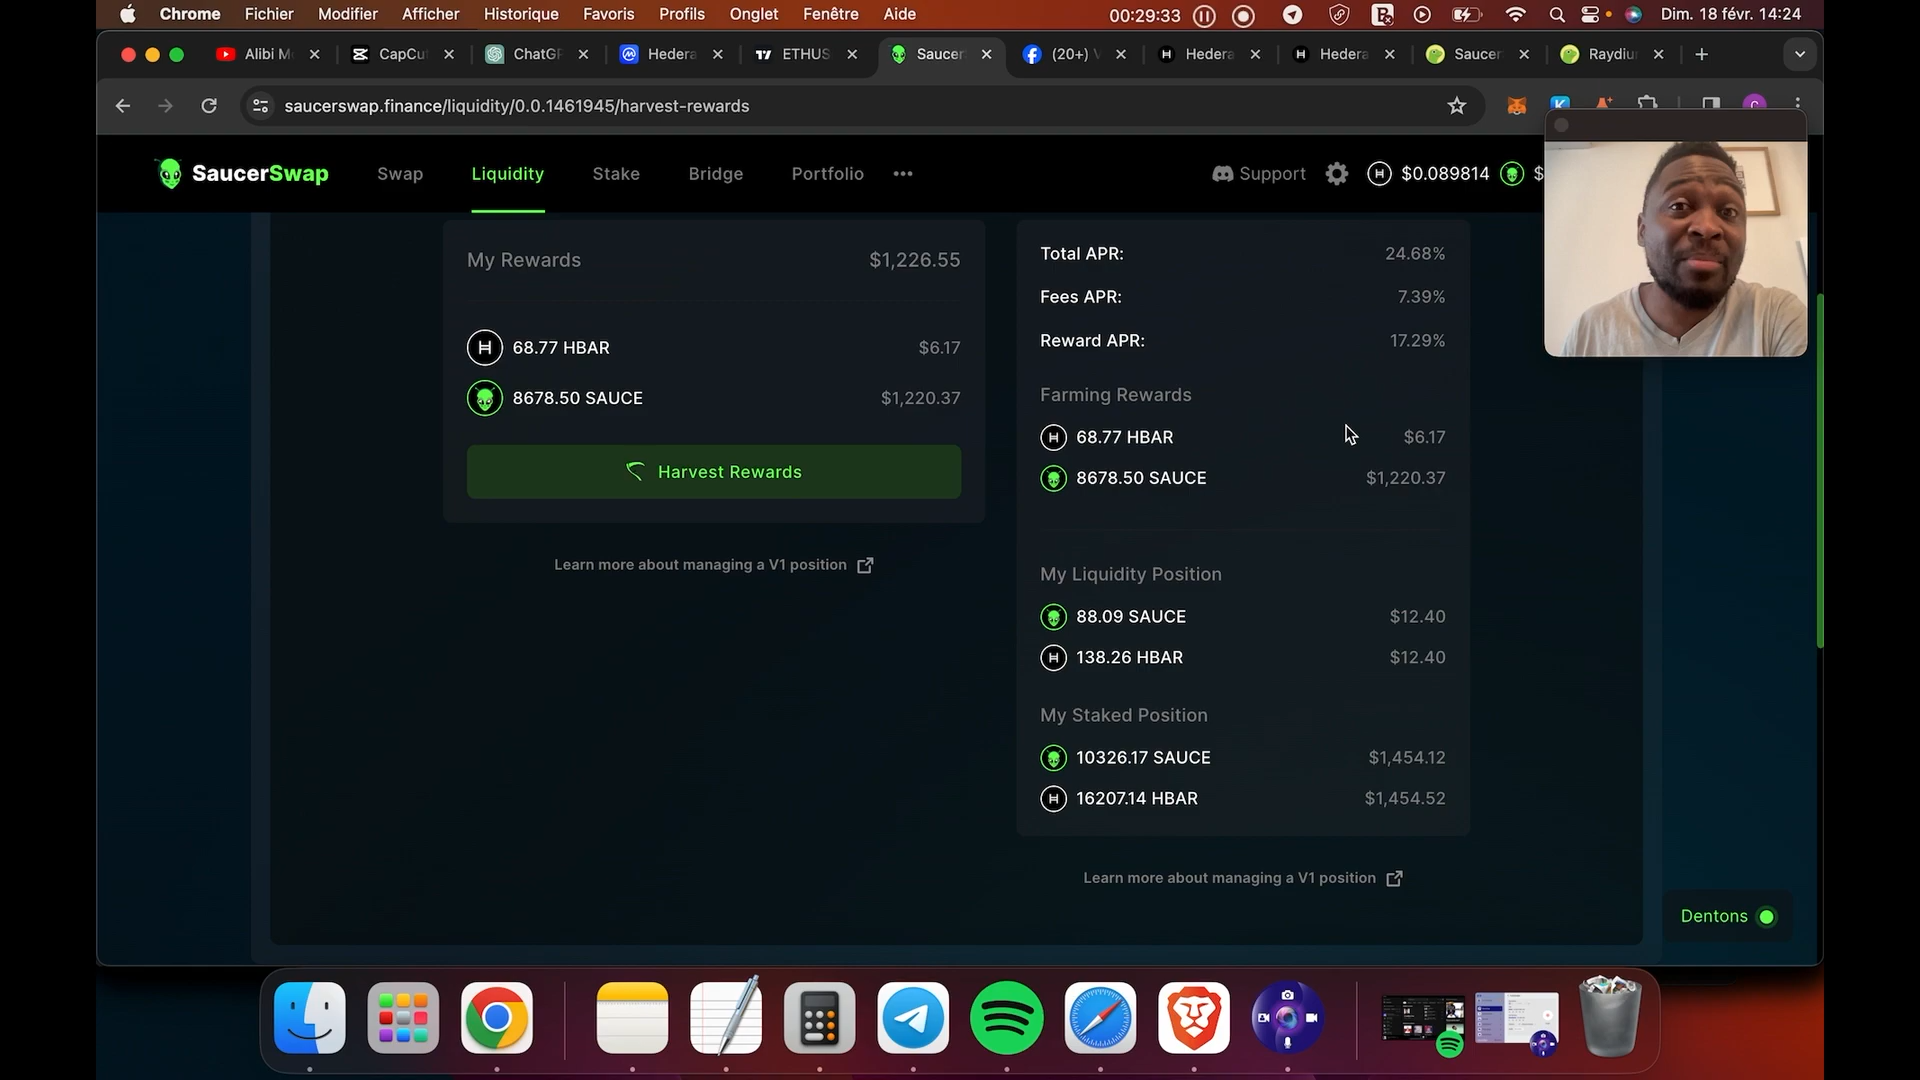 Chrome Fichier Modifier Afficher Historique Favoris Profils Onglet Fenêtre Aide 00:29:33 Dim. 18 févr. 14:24
Alibi CapCu ChatG Hedera ETHUS Saucer (20+) Hedera Hedera Saucer Raydiu
saucerswap.finance/liquidity/0.0.1461945/harvest-rewards
SaucerSwap Swap Liquidity Stake Bridge Portfolio Support $0.089814 $
My Rewards $1,226.55
68.77 HBAR $6.17
8678.50 SAUCE $1,220.37
Harvest Rewards
Learn more about managing a V1 position
Total APR: 24.68%
Fees APR: 7.39%
Reward APR: 17.29%
Farming Rewards
68.77 HBAR $6.17
8678.50 SAUCE $1,220.37
My Liquidity Position
88.09 SAUCE $12.40
138.26 HBAR $12.40
My Staked Position
10326.17 SAUCE $1,454.12
16207.14 HBAR $1,454.52
Learn more about managing a V1 position
Dentons